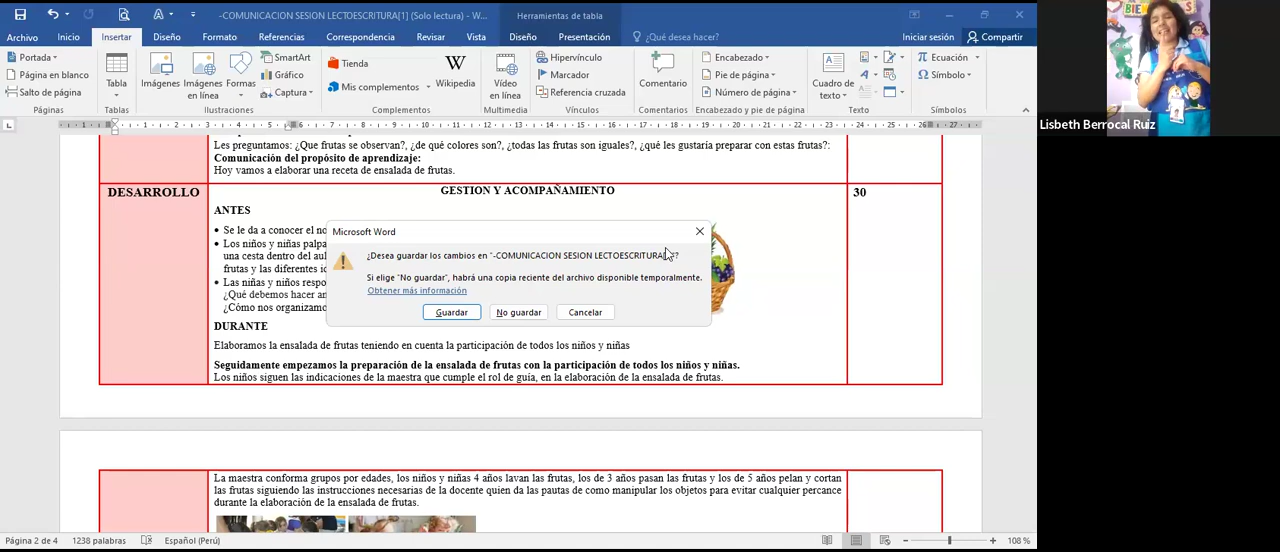 -COMUNICACION SESION LECTOESCRITURA[1] (Solo lectura) - W...
Herramientas de tabla
Archivo Inicio Insertar Diseño Formato Referencias Correspondencia Revisar Vista Diseño Presentación ¿Qué desea hacer? Iniciar sesión Compartir
Portada
Página en blanco
Salto de página
Páginas
Tabla
Tablas
Imágenes
Imágenes en línea
Formas
SmartArt
Gráfico
Captura
Ilustraciones
Tienda
Mis complementos
Wikipedia
Complementos
Vídeo en línea
Multimedia
Hipervínculo
Marcador
Referencia cruzada
Vínculos
Comentario
Comentarios
Encabezado
Pie de página
Número de página
Encabezado y pie de página
Cuadro de texto
Texto
Ecuación
Símbolo
Símbolos
Lisbeth Berrocal Ruiz
Les preguntamos: ¿Que frutas se observan?, ¿de qué colores son?, ¿todas las frutas son iguales?, ¿qué les gustaría preparar con estas frutas?:
Comunicación del propósito de aprendizaje:
Hoy vamos a elaborar una receta de ensalada de frutas.
DESARROLLO
GESTION Y ACOMPAÑAMIENTO
30
ANTES
• Se le da a conocer el no
• Los niños y niñas palpa
una cesta dentro del aul
frutas y las diferentes
• Las niñas y niños respo
¿Qué debemos hacer an
¿Cómo nos organizamo
Microsoft Word
¿Desea guardar los cambios en "-COMUNICACION SESION LECTOESCRITURA
Si elige "No guardar", habrá una copia reciente del archivo disponible temporalmente.
Obtener más información
Guardar No guardar Cancelar
DURANTE
Elaboramos la ensalada de frutas teniendo en cuenta la participación de todos los niños y niñas
Seguidamente empezamos la preparación de la ensalada de frutas con la participación de todos los niños y niñas.
Los niños siguen las indicaciones de la maestra que cumple el rol de guía, en la elaboración de la ensalada de frutas.
La maestra conforma grupos por edades, los niños y niñas 4 años lavan las frutas, los de 3 años pasan las frutas y los de 5 años pelan y cortan
las frutas siguiendo las instrucciones necesarias de la docente quien da las pautas de como manipular los objetos para evitar cualquier percance
durante la elaboración de la ensalada de frutas.
Página 2 de 4 1238 palabras Español (Perú) 108 %